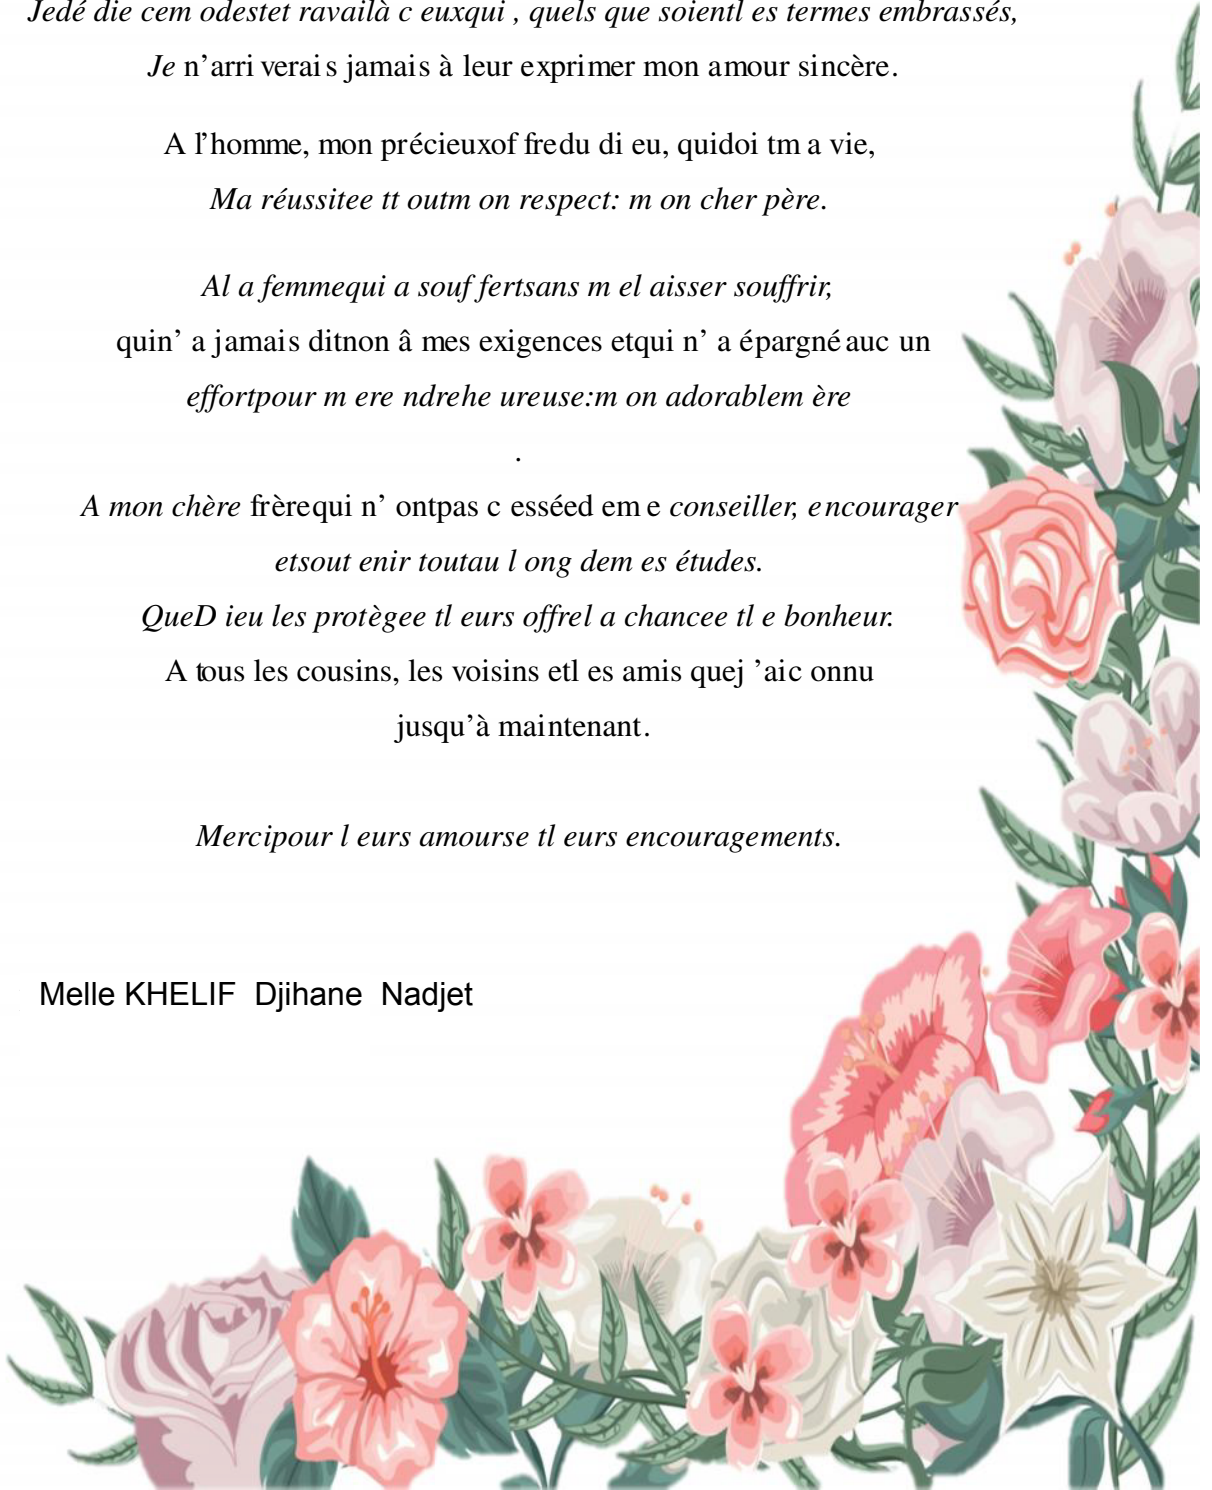 Jedé die cem odestet ravailà c euxqui , quels que soientl es termes embrassés,
Je n’arri verais jamais à leur exprimer mon amour sincère.
A l’homme, mon précieuxof fredu di eu, quidoi tm a vie,
Ma réussitee tt outm on respect: m on cher père.
Al a femmequi a souf fertsans m el aisser souffrir,
quin’ a jamais ditnon â mes exigences etqui n’ a épargné auc un
effortpour m ere ndrehe ureuse:m on adorablem ère
.
A mon chère frèrequi n’ ontpas c esséed em e conseiller, encourager
etsout enir toutau l ong dem es études.
QueD ieu les protègee tl eurs offrel a chancee tl e bonheur.
A tous les cousins, les voisins etl es amis quej ’aic onnu
jusqu’à maintenant.
Mercipour l eurs amourse tl eurs encouragements.
Melle KHELIF Djihane Nadjet